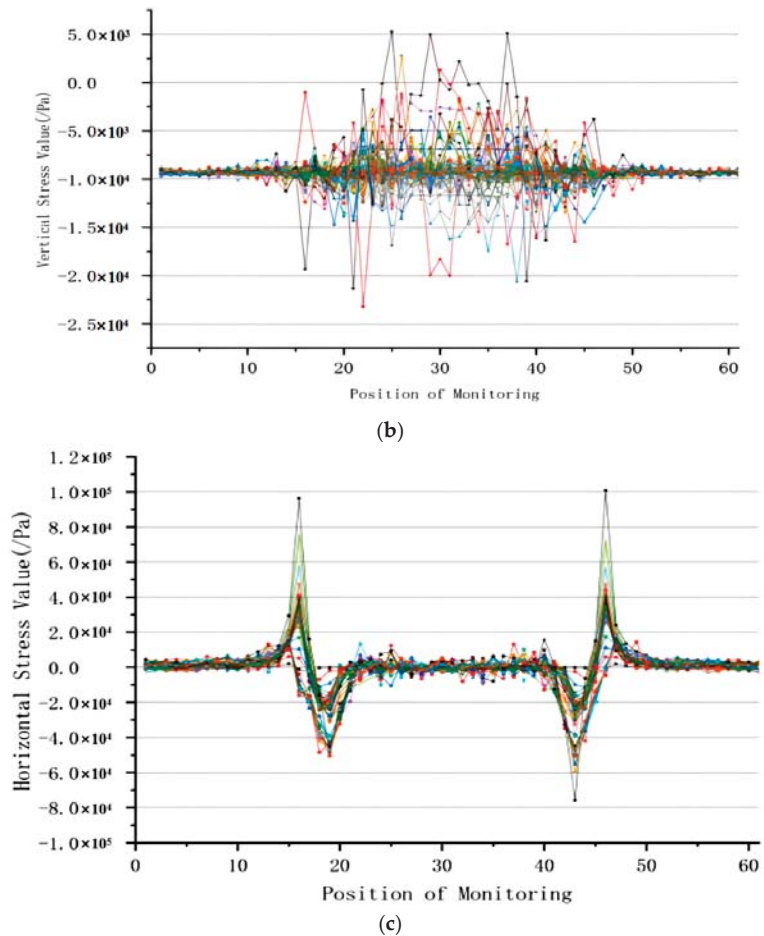 5.0×10³
0.0
-5.0×10³
-1.0×10⁴
-1.5×10⁴
-2.0×10⁴
-2.5×10⁴
Vertical Stress Value(/Pa)
0 10 20 30 40 50 60
Position of Monitoring
(b)
1.2×10⁵
1.0×10⁵
8.0×10⁴
6.0×10⁴
4.0×10⁴
2.0×10⁴
0.0
-2.0×10⁴
-4.0×10⁴
-6.0×10⁴
-8.0×10⁴
-1.0×10⁵
Horizontal Stress Value(/Pa)
0 10 20 30 40 50 60
Position of Monitoring
(c)